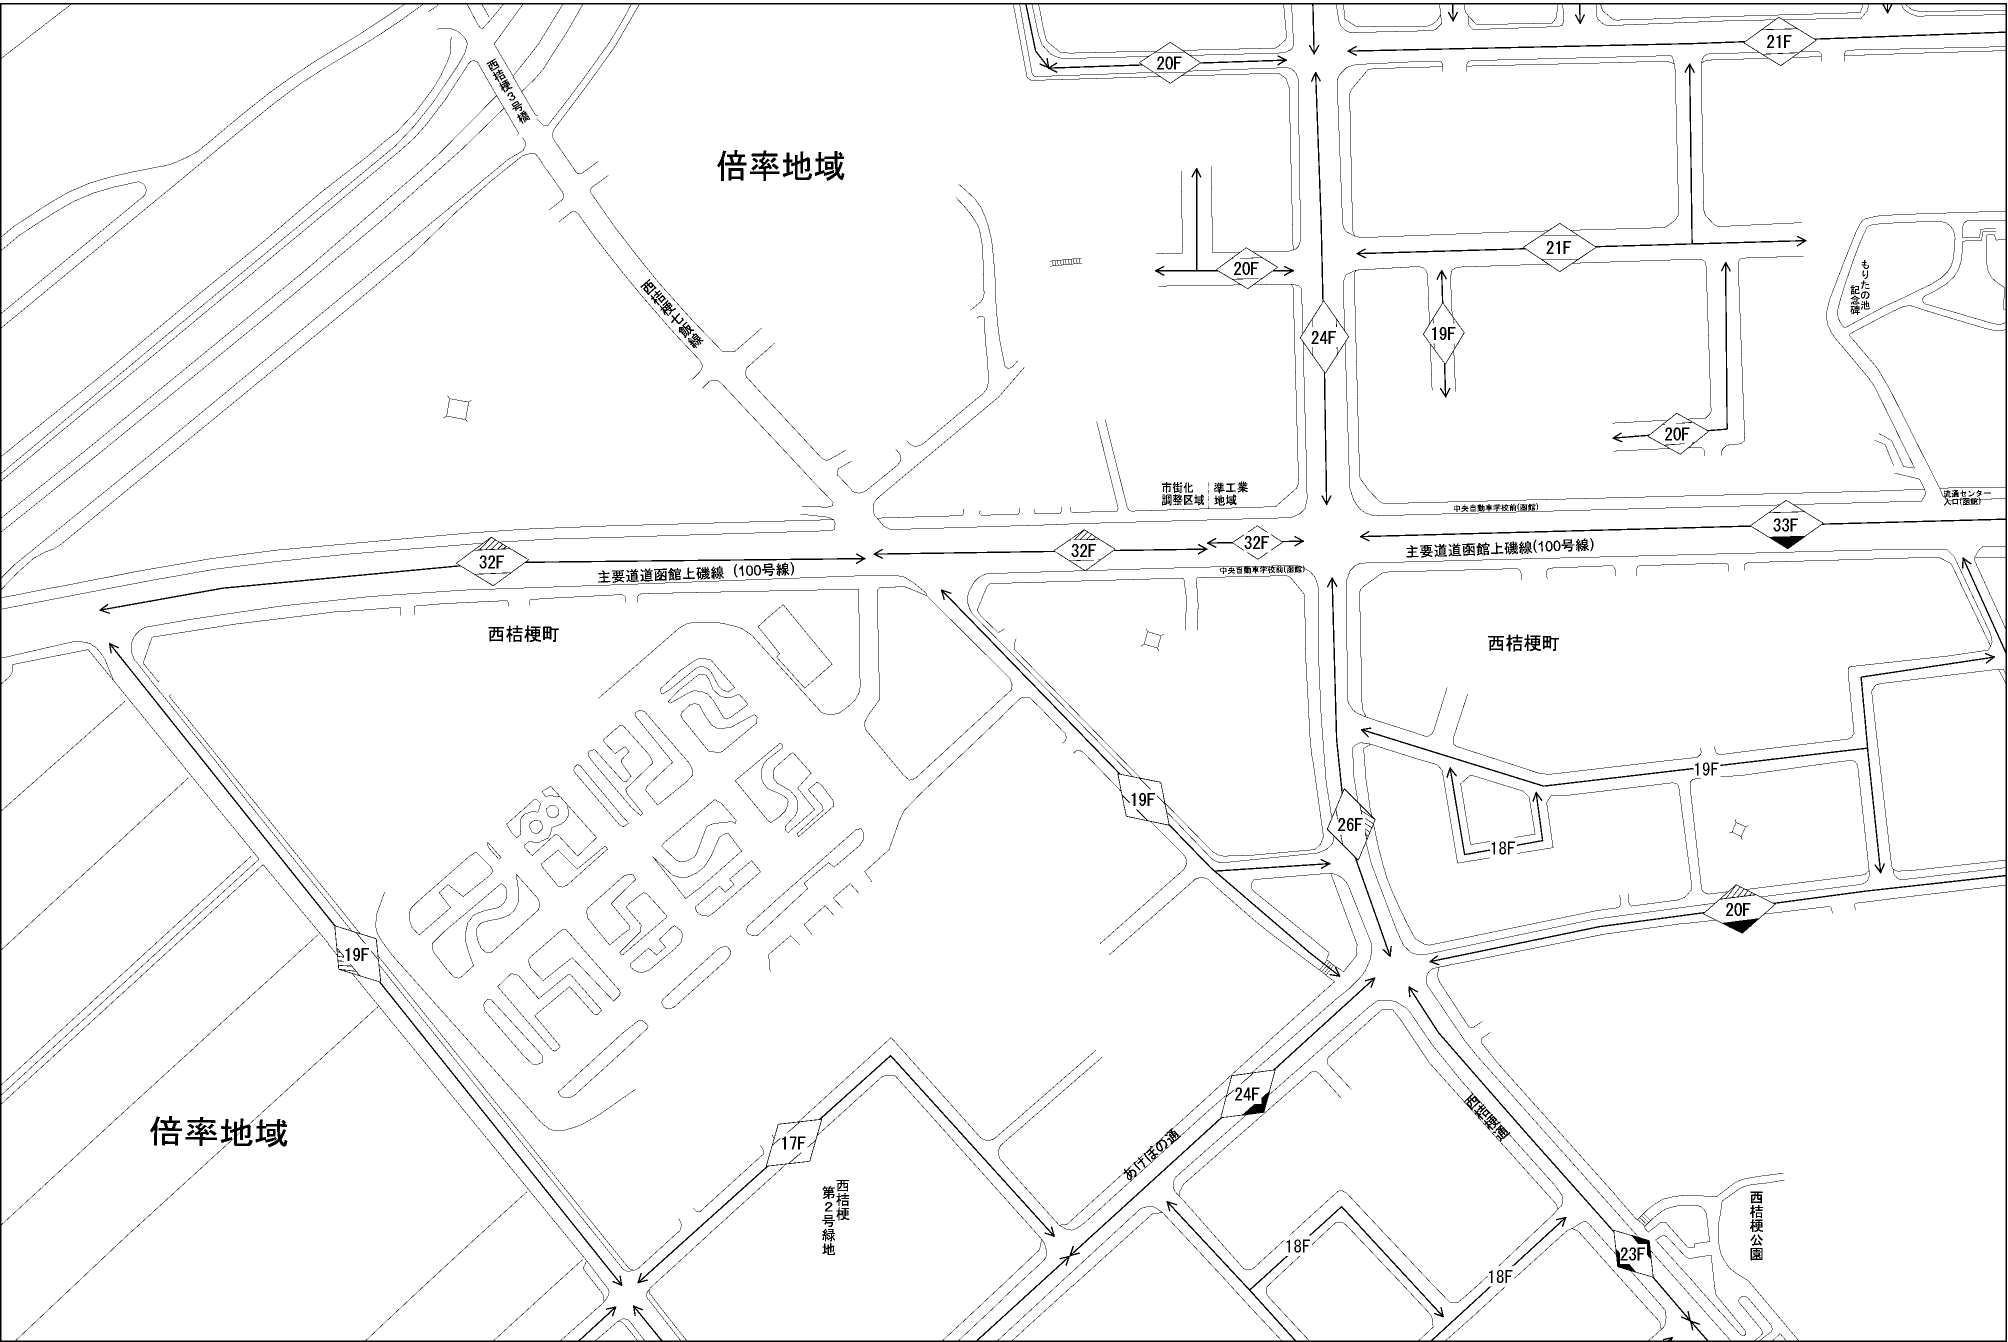 21F
20F
西桔梗3号橋
倍率地域
21F
20F
もりたの池
記念碑
西桔梗七飯線
24F
19F
20F
市街化
調整区域
準工業
地域
流通センター
入口(函館)
中央自動車学校前(函館)
33F
32F
32F
32F
主要道道函館上磯線(100号線)
主要道道函館上磯線(100号線)
中央自動車学校前(函館)
西桔梗町
西桔梗町
19F
19F
26F
18F
20F
19F
24F
西桔梗通
倍率地域
17F
あけぼの通
西桔梗
第2号緑地
西桔梗公園
18F
23F
18F